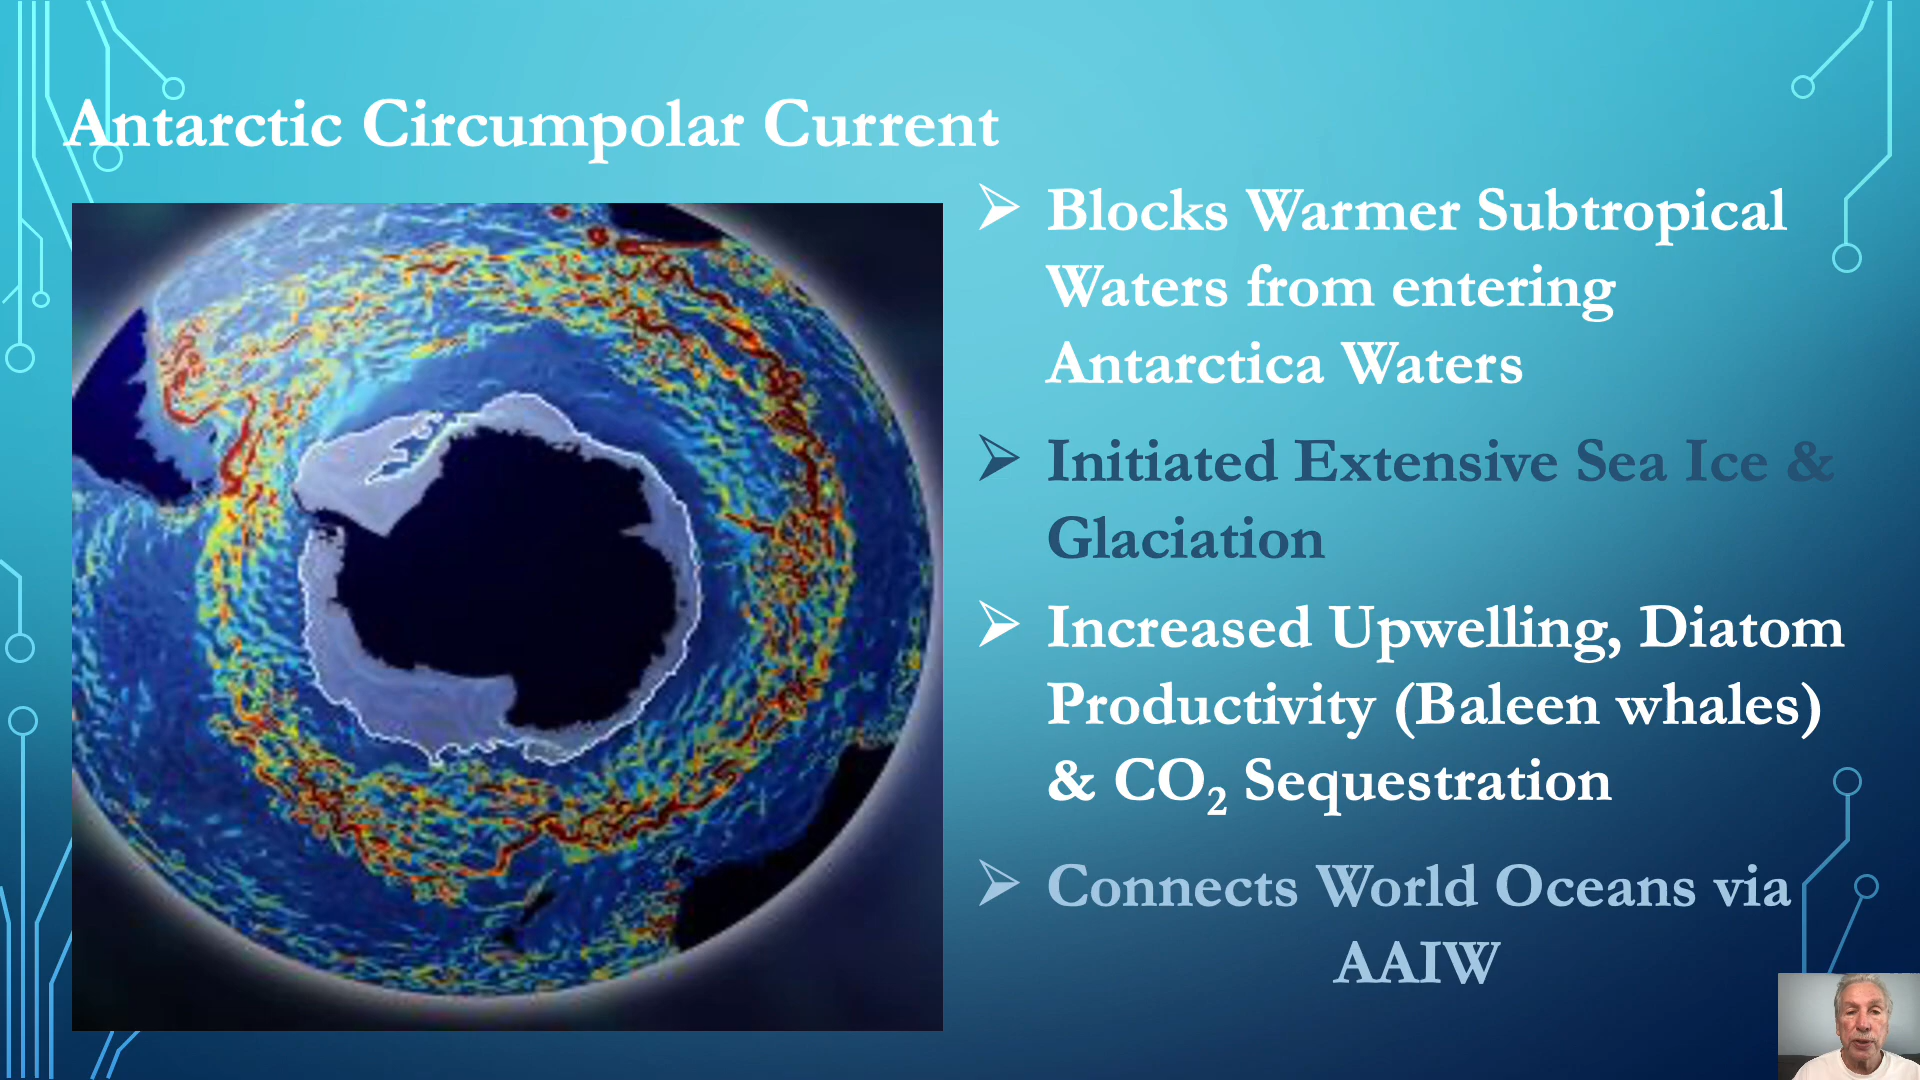 Antarctic Circumpolar Current
Blocks Warmer Subtropical
Waters from entering
Antarctica Waters
Initiated Extensive Sea Ice &
Glaciation
Increased Upwelling, Diatom
Productivity (Baleen whales)
& CO₂ Sequestration
Connects World Oceans via
AAIW